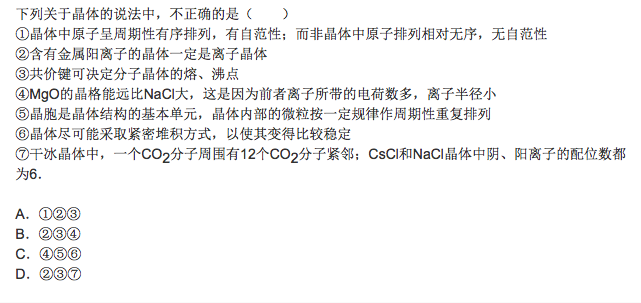 下列关于晶体的说法中，不正确的是（　　）
①晶体中原子呈周期性有序排列，有自范性；而非晶体中原子排列相对无序，无自范性
②含有金属阳离子的晶体一定是离子晶体
③共价键可决定分子晶体的熔、沸点
④MgO的晶格能远比NaCl大，这是因为前者离子所带的电荷数多，离子半径小
⑤晶胞是晶体结构的基本单元，晶体内部的微粒按一定规律作周期性重复排列
⑥晶体尽可能采取紧密堆积方式，以使其变得比较稳定
⑦干冰晶体中，一个CO2分子周围有12个CO2分子紧邻；CsCl和NaCl晶体中阴、阳离子的配位数都
为6．
A．①②③
B．②③④
C．④⑤⑥
D．②③⑦